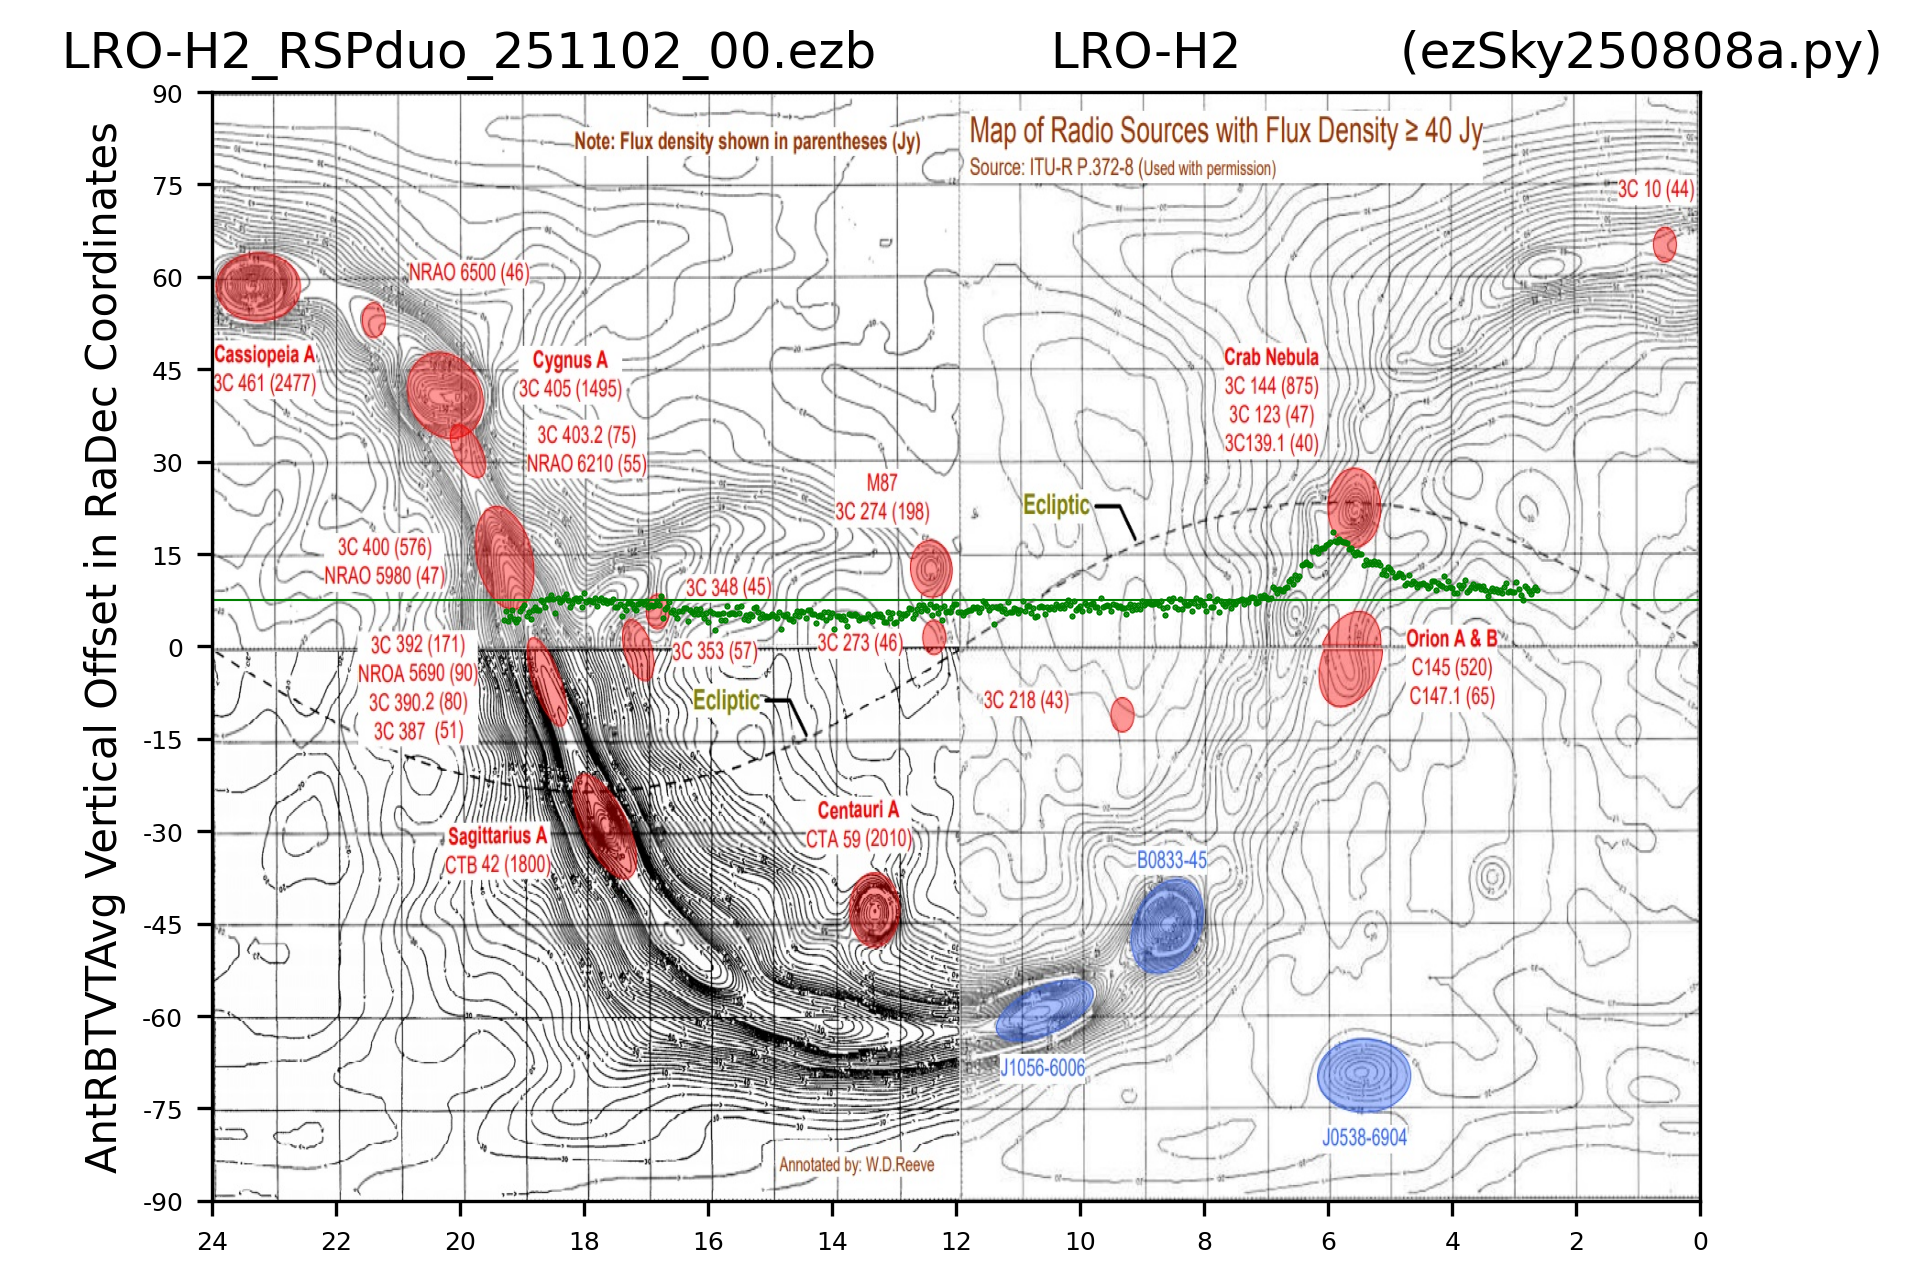 LRO-H2_RSPduo_251102_00.ezb LRO-H2 (ezSky250808a.py)
AntRBTVTAvg Vertical Offset in RaDec Coordinates
90
75
60
45
30
15
0
-15
-30
-45
-60
-75
-90
24 22 20 18 16 14 12 10 8 6 4 2 0
Note: Flux density shown in parentheses (Jy)
Map of Radio Sources with Flux Density ≥ 40 Jy
Source: ITU-R P.372-8 (Used with permission)
3C 10 (44)
NRAO 6500 (46)
Cassiopeia A
3C 461 (2477)
Cygnus A
3C 405 (1495)
3C 403.2 (75)
NRAO 6210 (55)
Crab Nebula
3C 144 (875)
3C 123 (47)
3C139.1 (40)
M87
3C 274 (198)
Ecliptic
3C 400 (576)
NRAO 5980 (47)
3C 348 (45)
3C 392 (171)
NROA 5690 (90)
3C 390.2 (80)
3C 387 (51)
3C 353 (57)
3C 273 (46)
Orion A & B
C145 (520)
C147.1 (65)
Ecliptic
3C 218 (43)
Sagittarius A
CTB 42 (1800)
Centauri A
CTA 59 (2010)
B0833-45
J1056-6006
J0538-6904
Annotated by: W.D.Reeve